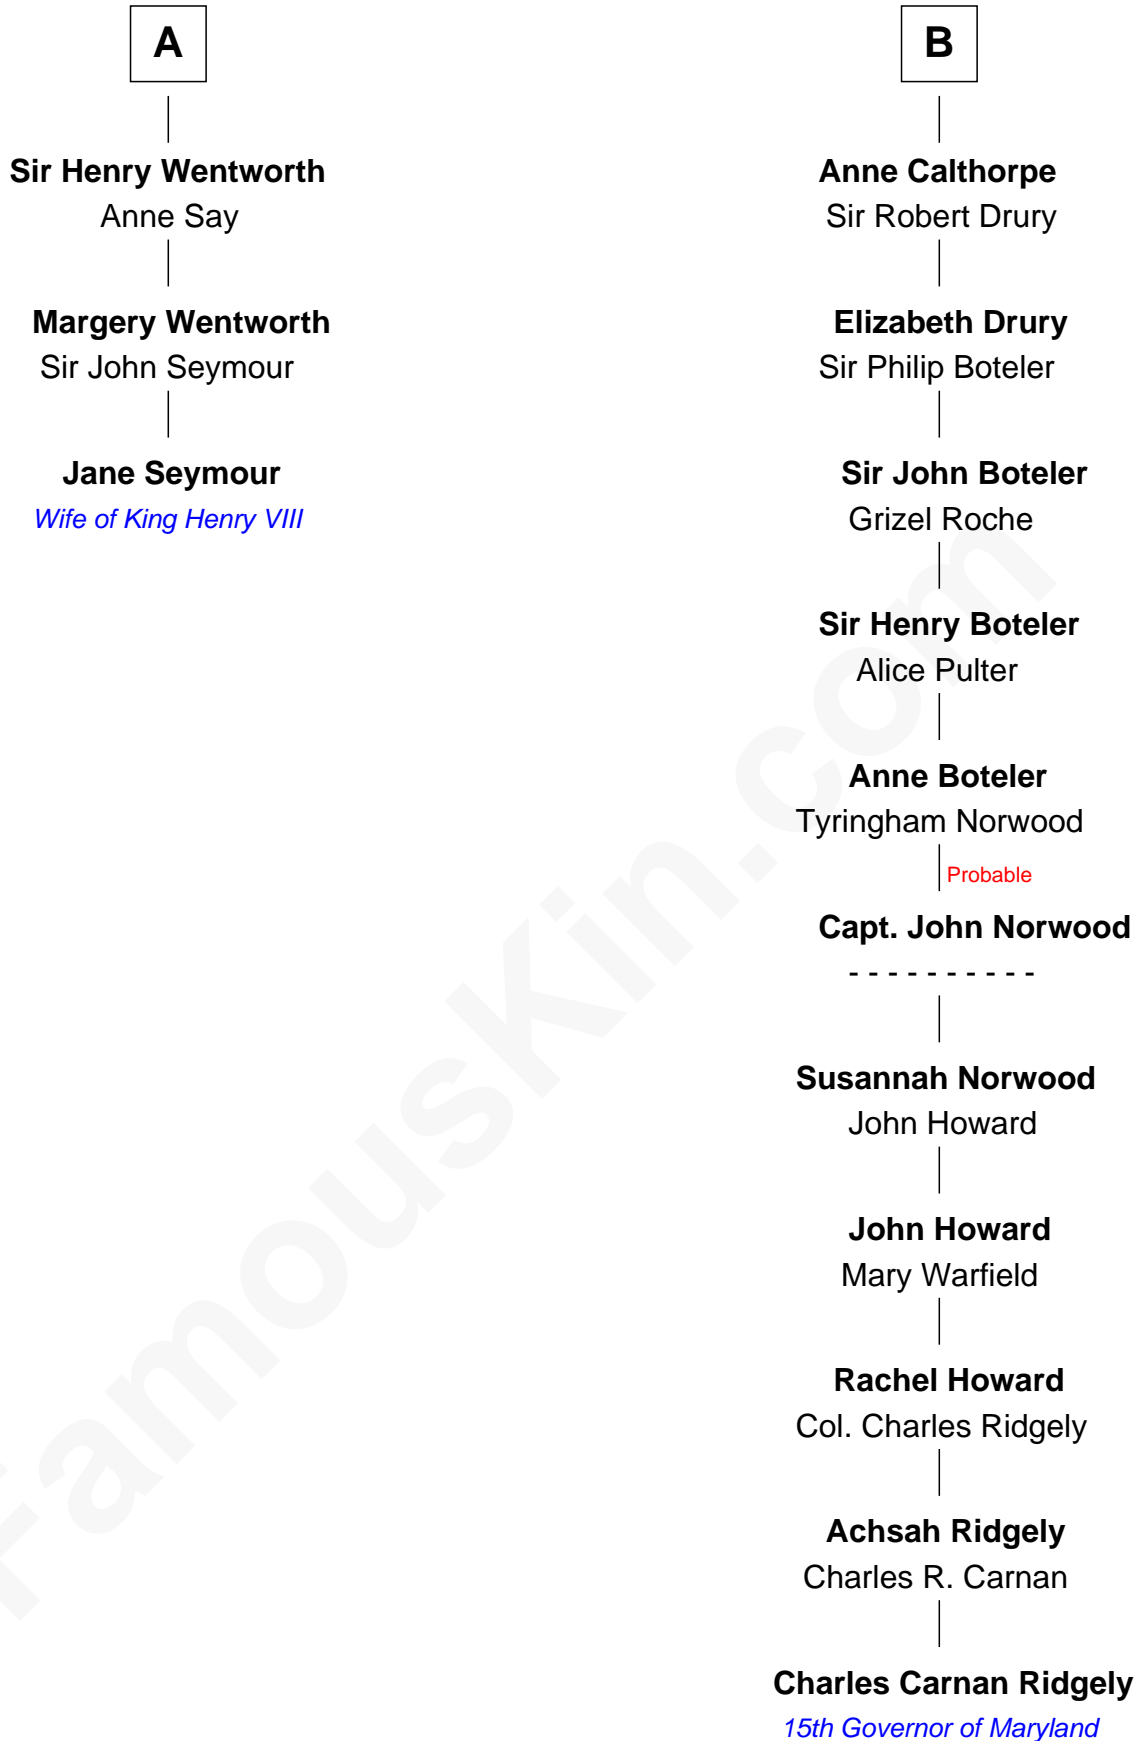 A
Sir Henry Wentworth
Anne Say
Margery Wentworth
Sir John Seymour
Jane Seymour
Wife of King Henry VIII
B
Anne Calthorpe
Sir Robert Drury
Elizabeth Drury
Sir Philip Boteler
Sir John Boteler
Grizel Roche
Sir Henry Boteler
Alice Pulter
Anne Boteler
Tyringham Norwood
Probable
Capt. John Norwood
- - - - - - - - - -
Susannah Norwood
John Howard
John Howard
Mary Warfield
Rachel Howard
Col. Charles Ridgely
Achsah Ridgely
Charles R. Carnan
Charles Carnan Ridgely
15th Governor of Maryland
FamousKin.com